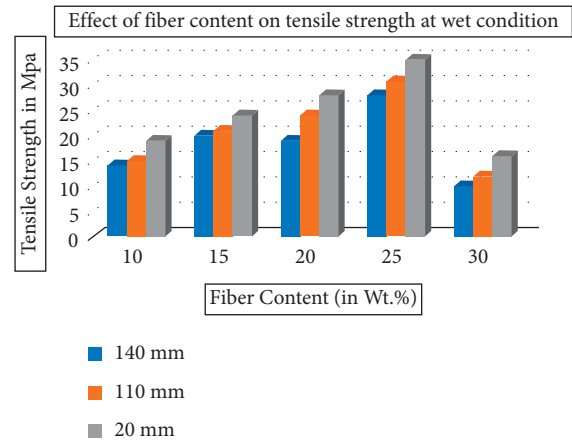 Effect of fiber content on tensile strength at wet condition
Tensile Strength in Mpa
35
30
25
20
15
10
5
0
10 15 20 25 30
Fiber Content (in Wt.%)
140 mm
110 mm
20 mm